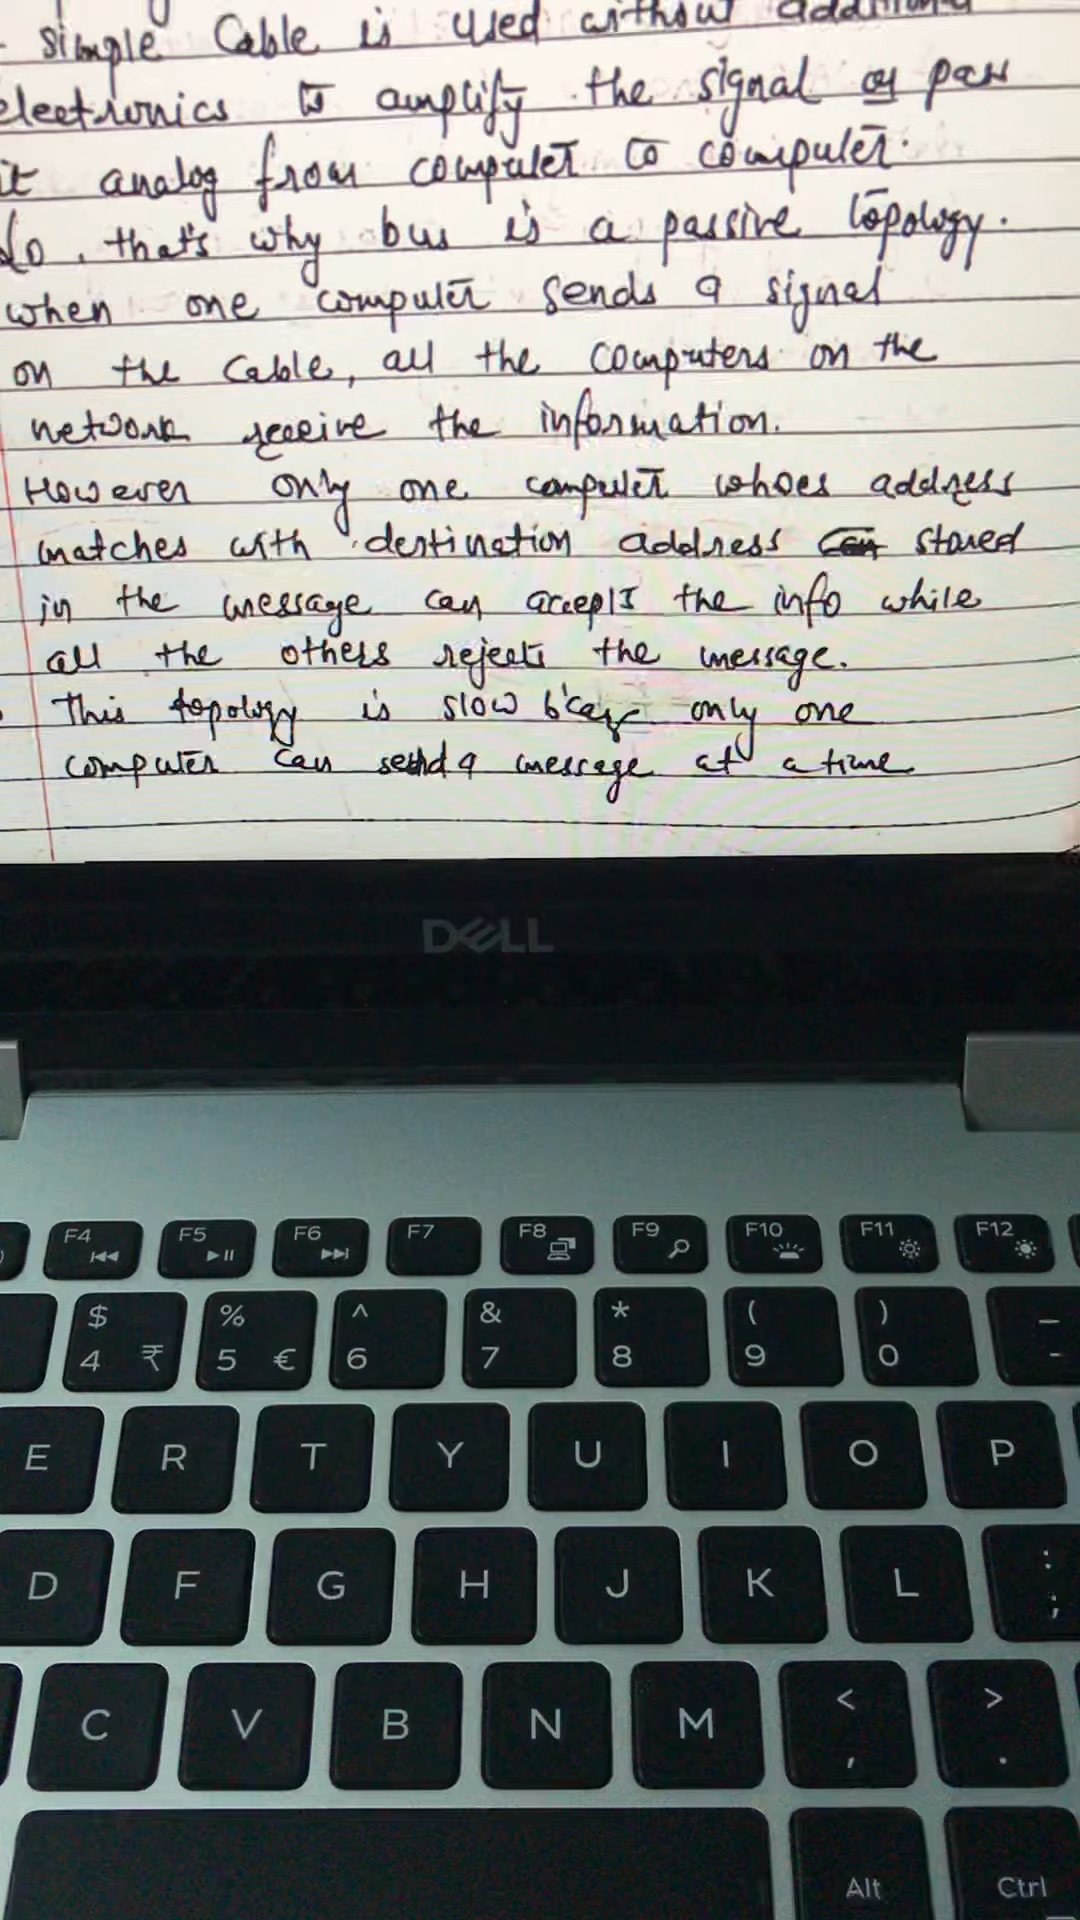 simple Cable is used without additiona
electronics to amplify the signal or pass
it analog from computer to computer.
So, that's why bus is a passive topology.
when one computer sends a signal
on the Cable, all the Computers on the
network receive the information.
However only one computer whoes address
matches with destination address can stored
in the message can accepts the info while
all the others rejects the message.
This topology is slow b'cas only one
computer can send a message at a time
DELL
F4 F5 F6 F7 F8 F9 F10 F11 F12
$ % ^ & * ( ) _
4 ₹ 5 € 6 7 8 9 0 -
E R T Y U I O P
D F G H J K L : ;
C V B N M < , > .
Alt Ctrl